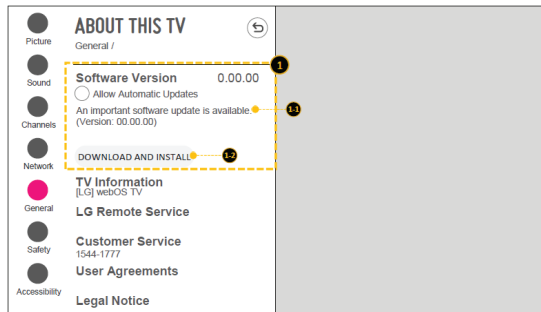 ABOUT THIS TV
General /
Picture
Sound
Channels
Network
General
Safety
Accessibility
1
Software Version 0.00.00
Allow Automatic Updates
An important software update is available.
(Version: 00.00.00)
1-1
DOWNLOAD AND INSTALL
1-2
TV Information
[LG] webOS TV
LG Remote Service
Customer Service
1544-1777
User Agreements
Legal Notice